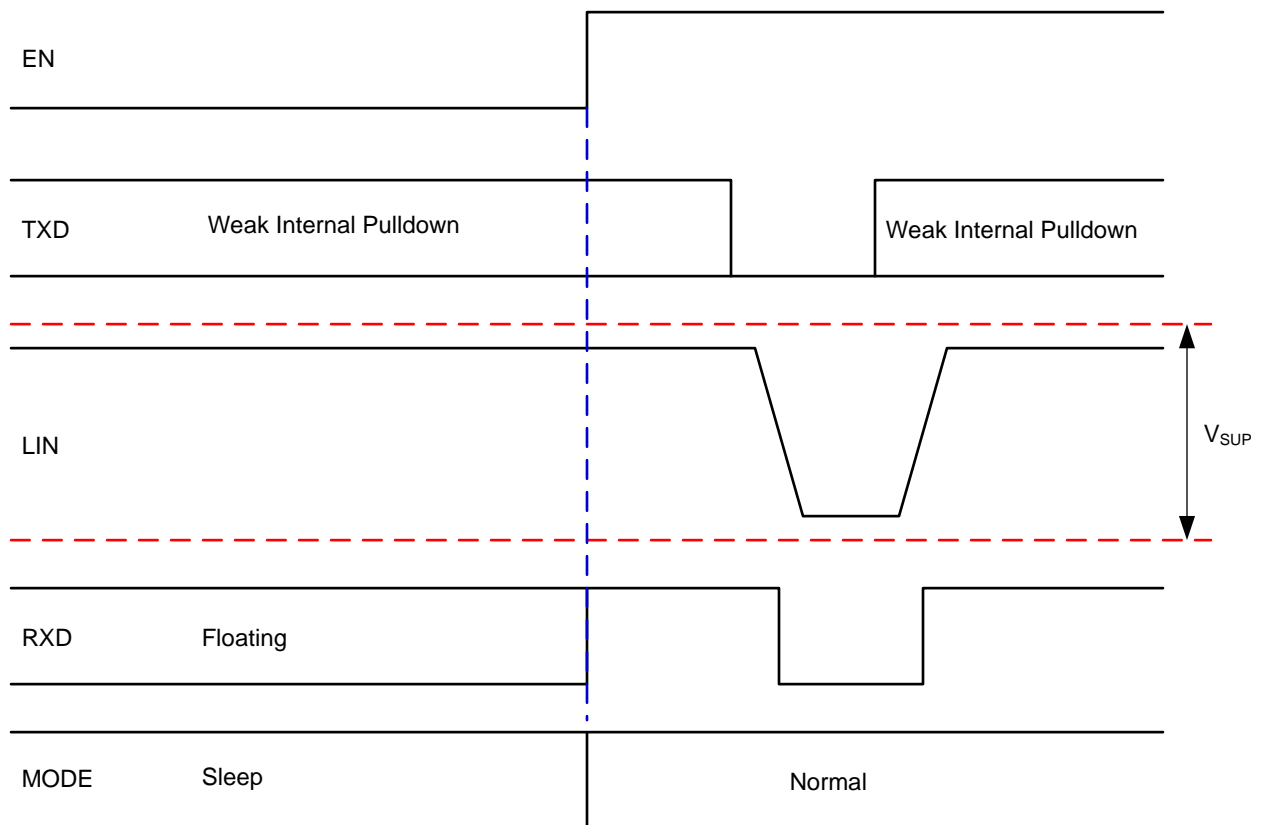 EN
TXD
Weak Internal Pulldown
Weak Internal Pulldown
LIN
VSUP
RXD
Floating
MODE
Sleep
Normal